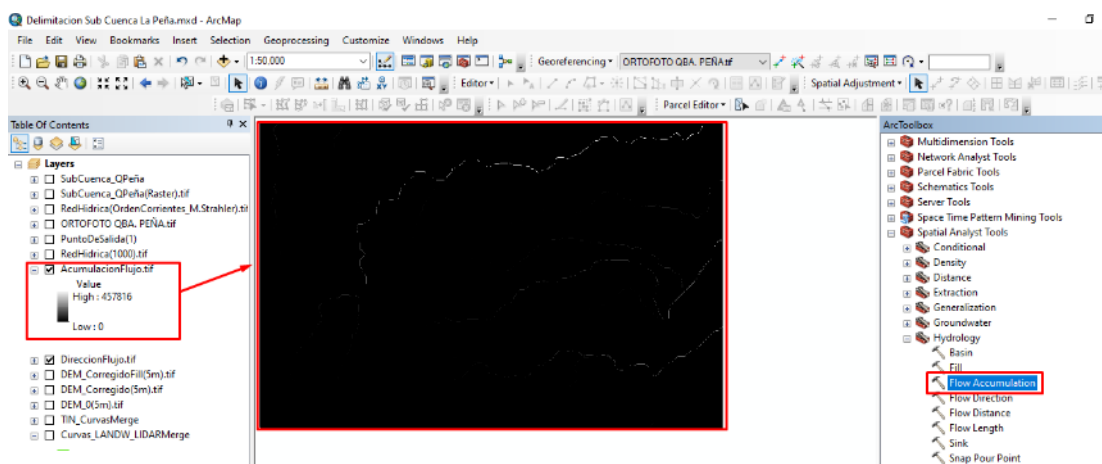 Delimitacion Sub Cuenca La Peña.mxd - ArcMap
File Edit View Bookmarks Insert Selection Geoprocessing Customize Windows Help
1:50.000 Georeferencing ORTOFOTO QBA. PEÑA.tif
Editor Spatial Adjustment
Parcel Editor
Table Of Contents
Layers
SubCuenca_QPeña
SubCuenca_QPeña(Raster).tif
RedHidrica(OrdenCorrientes_M.Strahler).tif
ORTOFOTO QBA. PEÑA.tif
PuntoDeSalida(1)
RedHidrica(1000).tif
AcumulacionFlujo.tif
Value
High : 457816
Low : 0
DireccionFlujo.tif
DEM_CorregidoFill(5m).tif
DEM_Corregido(5m).tif
DEM_0(5m).tif
TIN_CurvasMerge
Curvas_LANDW_LIDARMerge
ArcToolbox
Multidimension Tools
Network Analyst Tools
Parcel Fabric Tools
Schematics Tools
Server Tools
Space Time Pattern Mining Tools
Spatial Analyst Tools
Conditional
Density
Distance
Extraction
Generalization
Groundwater
Hydrology
Basin
Fill
Flow Accumulation
Flow Direction
Flow Distance
Flow Length
Sink
Snap Pour Point